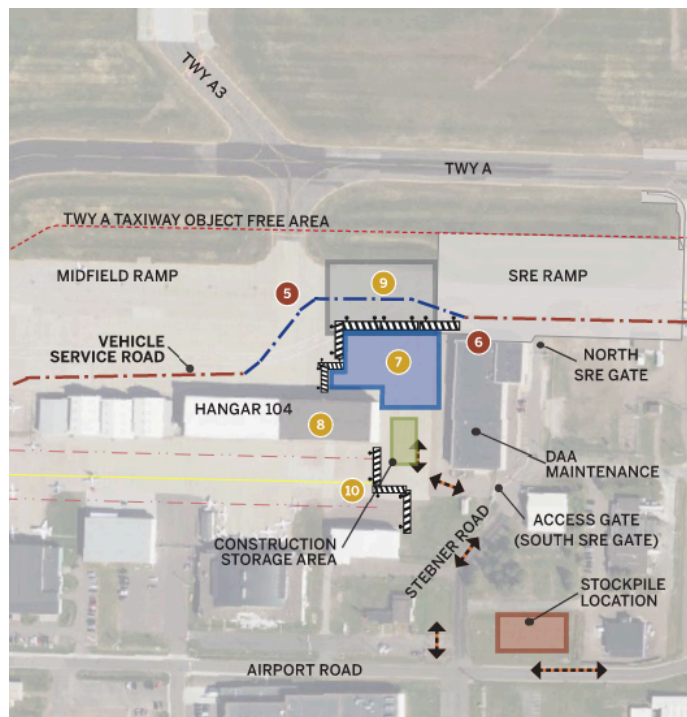 TWY A3
TWY A
TWY A TAXIWAY OBJECT FREE AREA
MIDFIELD RAMP
5
9
SRE RAMP
VEHICLE
SERVICE ROAD
6
7
NORTH
SRE GATE
HANGAR 104
8
DAA
MAINTENANCE
10
ACCESS GATE
(SOUTH SRE GATE)
CONSTRUCTION
STORAGE AREA
STEBNER ROAD
STOCKPILE
LOCATION
AIRPORT ROAD